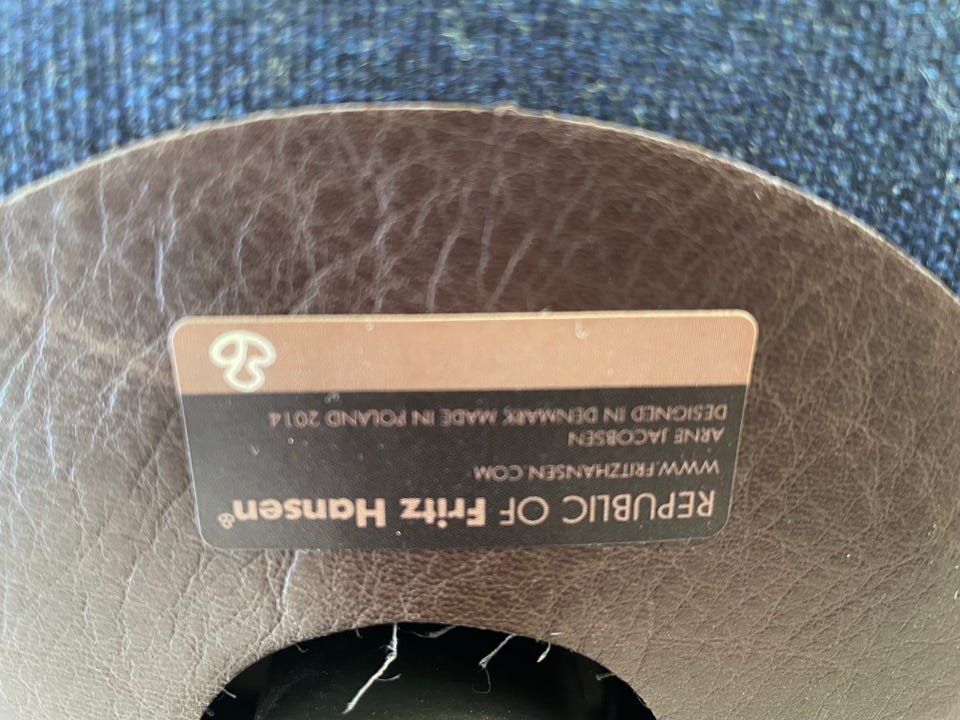 REPUBLIC OF Fritz Hansen®
WWW.FRITZHANSEN.COM
ARNE JACOBSEN
DESIGNED IN DENMARK, MADE IN POLAND 2014